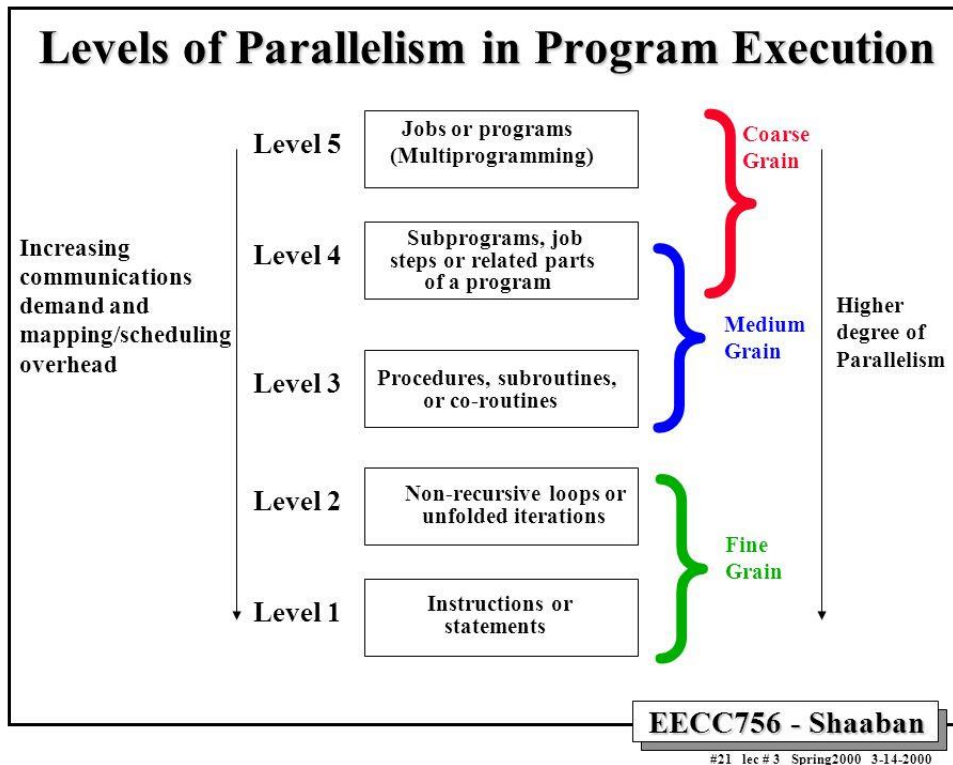 Levels of Parallelism in Program Execution
Level 5
Jobs or programs
(Multiprogramming)
Coarse
Grain
Increasing
communications
demand and
mapping/scheduling
overhead
Level 4
Subprograms, job
steps or related parts
of a program
Medium
Grain
Higher
degree of
Parallelism
Level 3
Procedures, subroutines,
or co-routines
Level 2
Non-recursive loops or
unfolded iterations
Fine
Grain
Level 1
Instructions or
statements
EECC756 - Shaaban
#21 lec # 3 Spring2000 3-14-2000